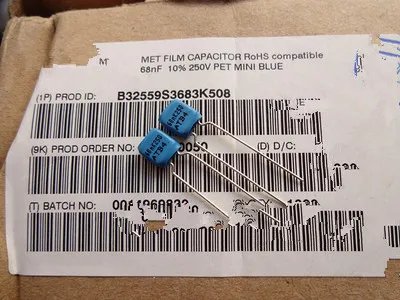 M MET FILM CAPACITOR RoHS compatible
68nF 10% 250V PET MINI BLUE
(1P) PROD ID: B32559S3683K508
(9K) PROD ORDER NO: (D) D/C:
(T) BATCH NO: